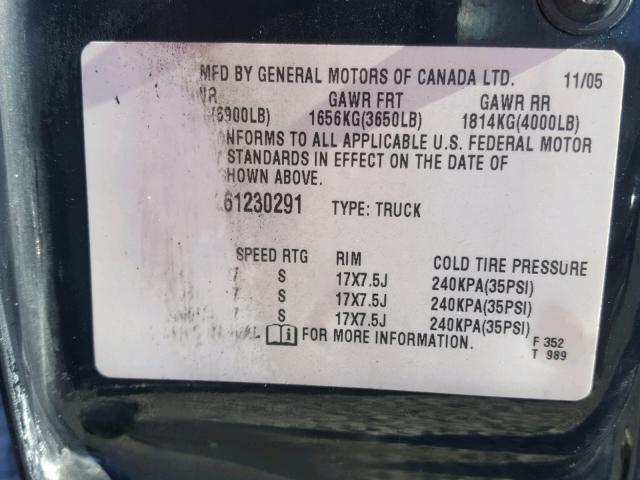 MFD BY GENERAL MOTORS OF CANADA LTD. 11/05
GAWR FRT GAWR RR
1656KG(3650LB) 1814KG(4000LB)
ONFORMS TO ALL APPLICABLE U.S. FEDERAL MOTOR
STANDARDS IN EFFECT ON THE DATE OF
HOWN ABOVE.
61230291 TYPE: TRUCK
SPEED RTG RIM COLD TIRE PRESSURE
7 S 17X7.5J 240KPA(35PSI)
7 S 17X7.5J 240KPA(35PSI)
7 S 17X7.5J 240KPA(35PSI)
FOR MORE INFORMATION.
F 352
T 989